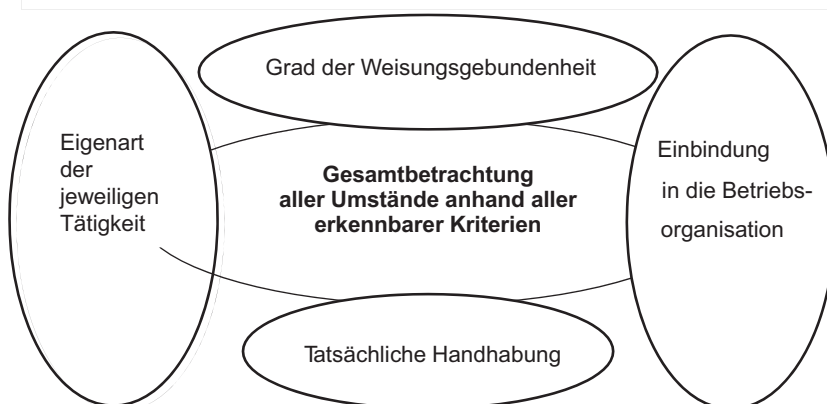 Grad der Weisungsgebundenheit
Eigenart
der
jeweiligen
Tätigkeit
Gesamtbetrachtung
aller Umstände anhand aller
erkennbarer Kriterien
Einbindung
in die Betriebs-
organisation
Tatsächliche Handhabung